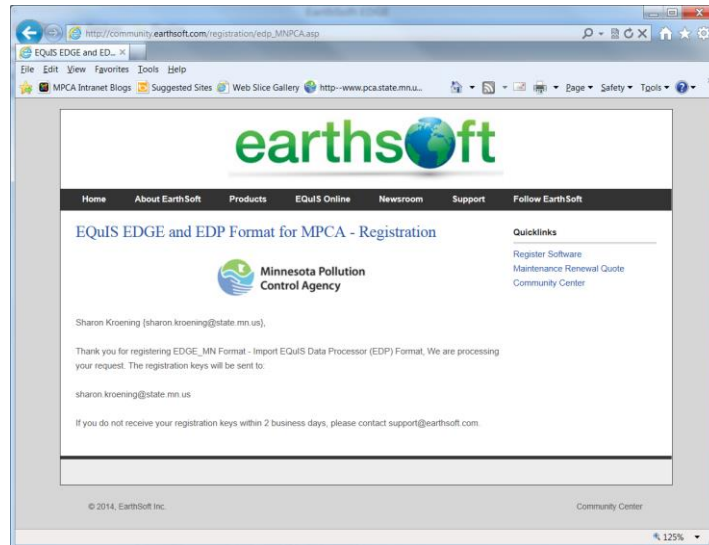 EarthSoft EDGE
http://community.earthsoft.com/registration/edp_MNPCA.asp
EQuIS EDGE and ED...
File Edit View Favorites Tools Help
MPCA Intranet Blogs Suggested Sites Web Slice Gallery http--www.pca.state.mn.u... Page Safety Tools
earthsoft
Home About EarthSoft Products EQuIS Online Newsroom Support Follow EarthSoft
EQuIS EDGE and EDP Format for MPCA - Registration
Quicklinks
Register Software
Maintenance Renewal Quote
Community Center
Minnesota Pollution
Control Agency
Sharon Kroening {sharon.kroening@state.mn.us},
Thank you for registering EDGE_MN Format - Import EQuIS Data Processor (EDP) Format, We are processing
your request. The registration keys will be sent to:
sharon.kroening@state.mn.us
If you do not receive your registration keys within 2 business days, please contact support@earthsoft.com.
© 2014, EarthSoft Inc. Community Center
125%